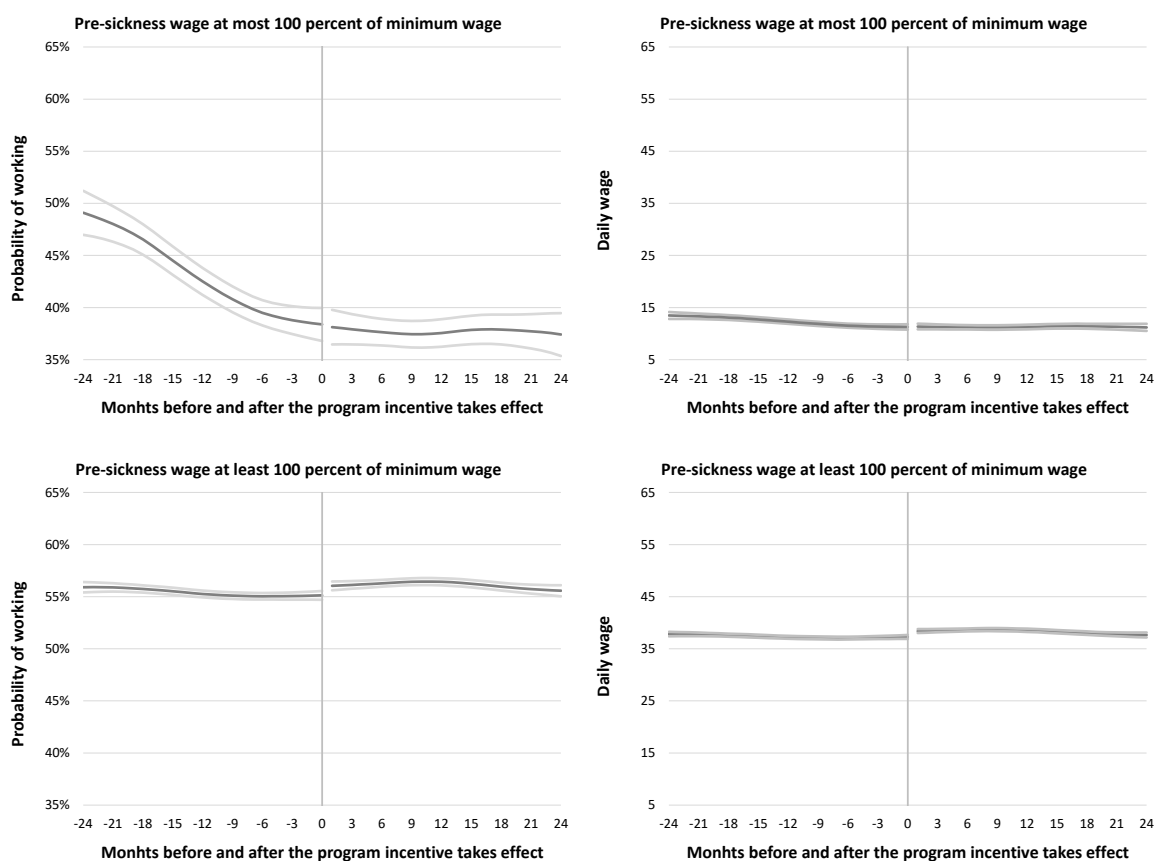 Pre-sickness wage at most 100 percent of minimum wage
65%
60%
55%
50%
45%
40%
35%
Probability of working
-24 -21 -18 -15 -12 -9 -6 -3 0 3 6 9 12 15 18 21 24
Monhts before and after the program incentive takes effect
Pre-sickness wage at most 100 percent of minimum wage
65
55
45
35
25
15
5
Daily wage
-24 -21 -18 -15 -12 -9 -6 -3 0 3 6 9 12 15 18 21 24
Monhts before and after the program incentive takes effect
Pre-sickness wage at least 100 percent of minimum wage
65%
60%
55%
50%
45%
40%
35%
Probability of working
-24 -21 -18 -15 -12 -9 -6 -3 0 3 6 9 12 15 18 21 24
Monhts before and after the program incentive takes effect
Pre-sickness wage at least 100 percent of minimum wage
65
55
45
35
25
15
5
Daily wage
-24 -21 -18 -15 -12 -9 -6 -3 0 3 6 9 12 15 18 21 24
Monhts before and after the program incentive takes effect